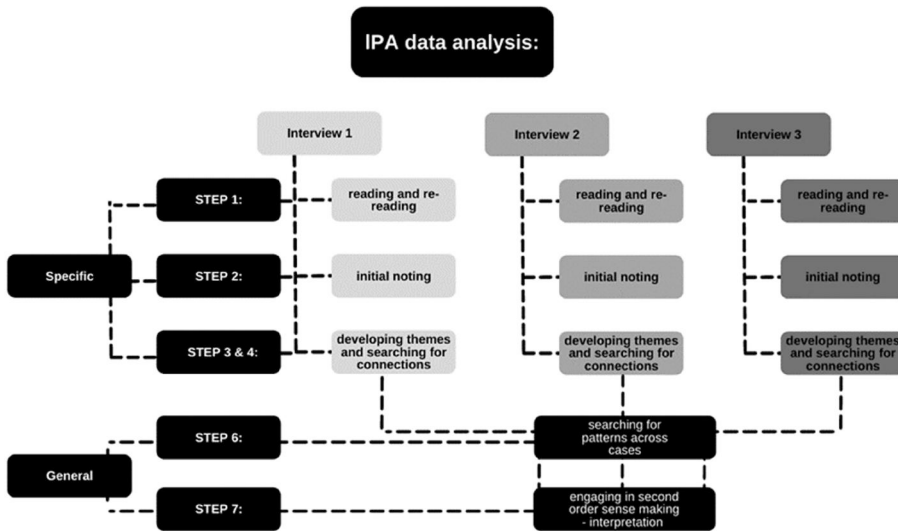 IPA data analysis:
Interview 1
Interview 2
Interview 3
STEP 1:
reading and re-
reading
reading and re-
reading
reading and re-
reading
Specific
STEP 2:
initial noting
initial noting
initial noting
STEP 3 & 4:
developing themes
and searching for
connections
developing themes
and searching for
connections
developing themes
and searching for
connections
General
STEP 6:
searching for
patterns across
cases
STEP 7:
engaging in second
order sense making
- interpretation